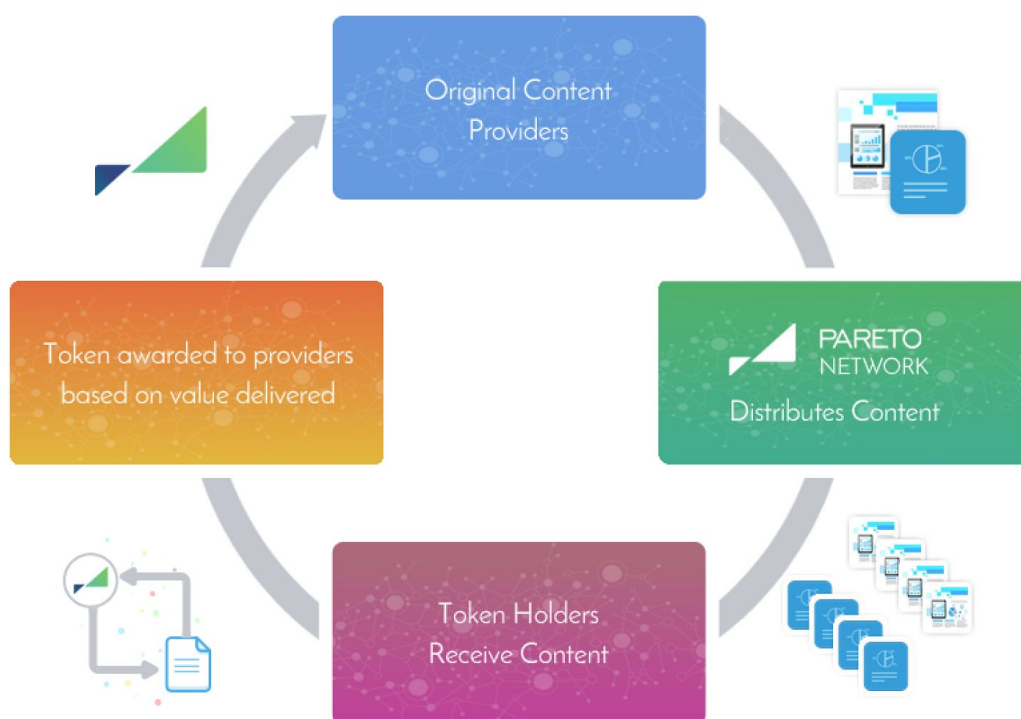 Original Content
Providers
Token awarded to providers
based on value delivered
PARETO
NETWORK
Distributes Content
Token Holders
Receive Content